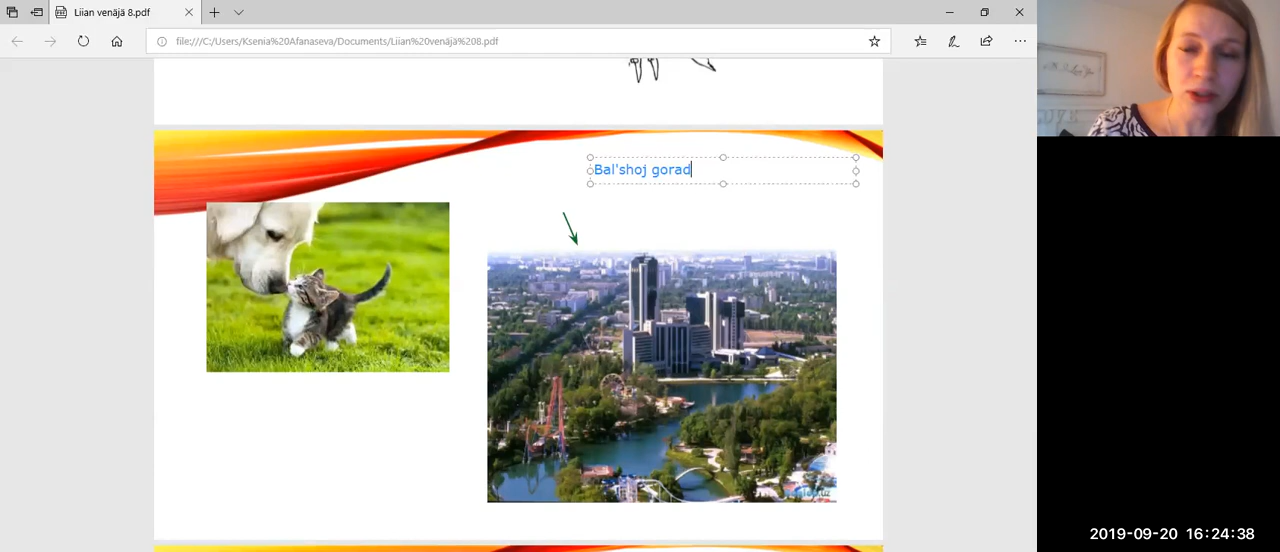 Liian venäjä 8.pdf
file:///C:/Users/Ksenia%20Afanaseva/Documents/Liian%20venäjä%208.pdf
Bal'shoj gorad
2019-09-20 16:24:38